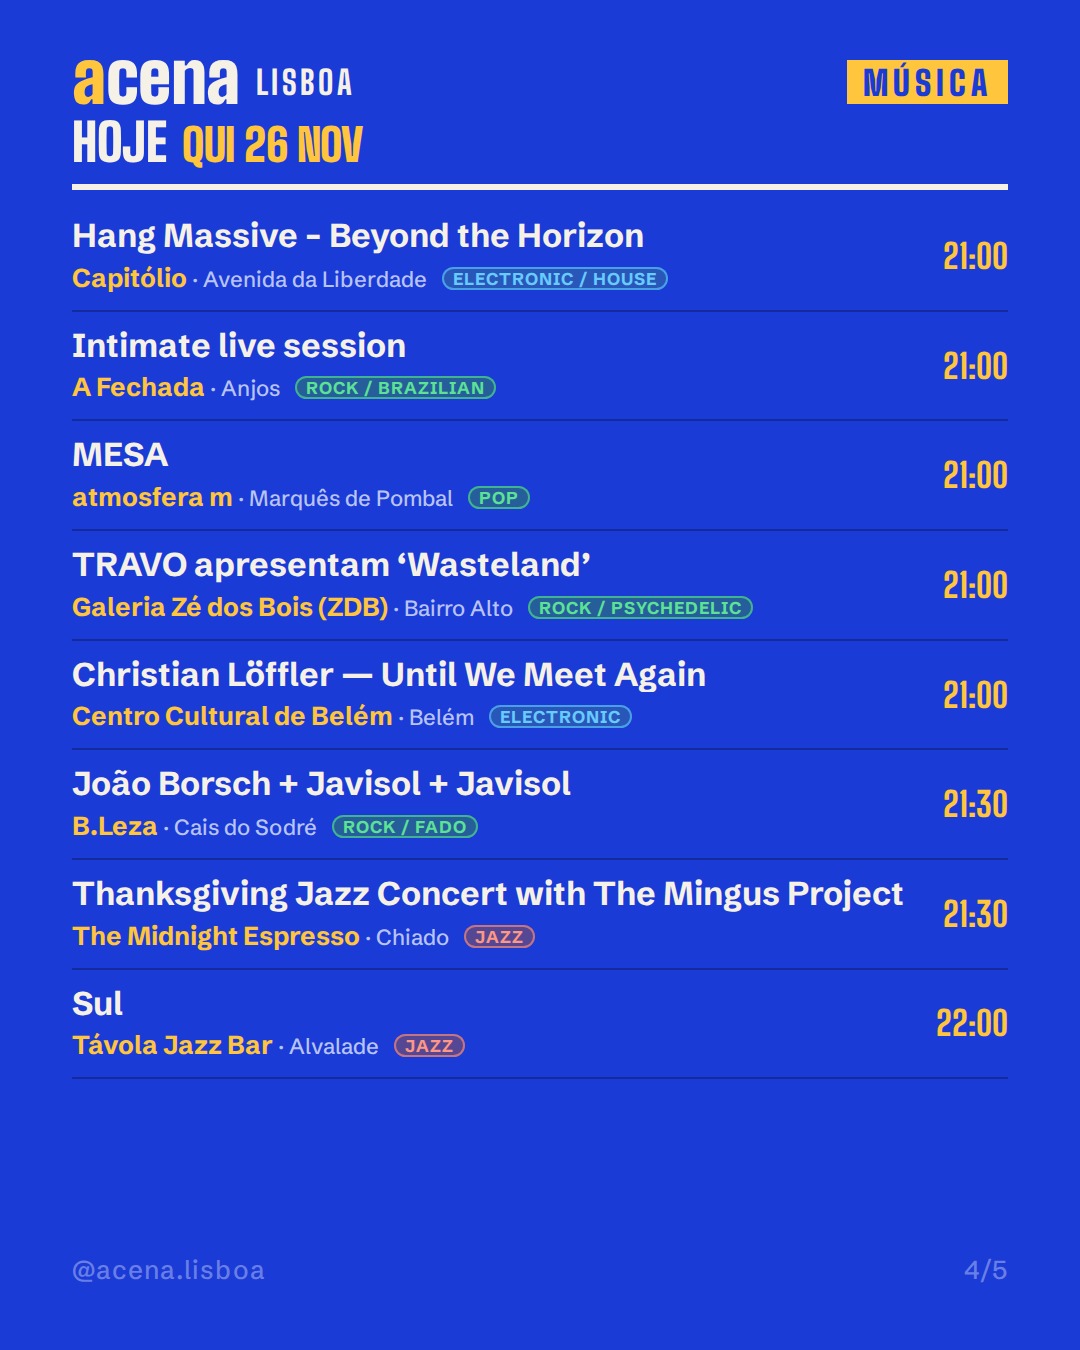 acena LISBOA
MÚSICA
HOJE QUI 26 NOV
Hang Massive – Beyond the Horizon
Capitólio · Avenida da Liberdade ELECTRONIC / HOUSE
21:00
Intimate live session
A Fechada · Anjos ROCK / BRAZILIAN
21:00
MESA
atmosfera m · Marquês de Pombal POP
21:00
TRAVO apresentam ‘Wasteland’
Galeria Zé dos Bois (ZDB) · Bairro Alto ROCK / PSYCHEDELIC
21:00
Christian Löffler — Until We Meet Again
Centro Cultural de Belém · Belém ELECTRONIC
21:00
João Borsch + Javisol + Javisol
B.Leza · Cais do Sodré ROCK / FADO
21:30
Thanksgiving Jazz Concert with The Mingus Project
The Midnight Espresso · Chiado JAZZ
21:30
Sul
Távola Jazz Bar · Alvalade JAZZ
22:00
@acena.lisboa
4/5